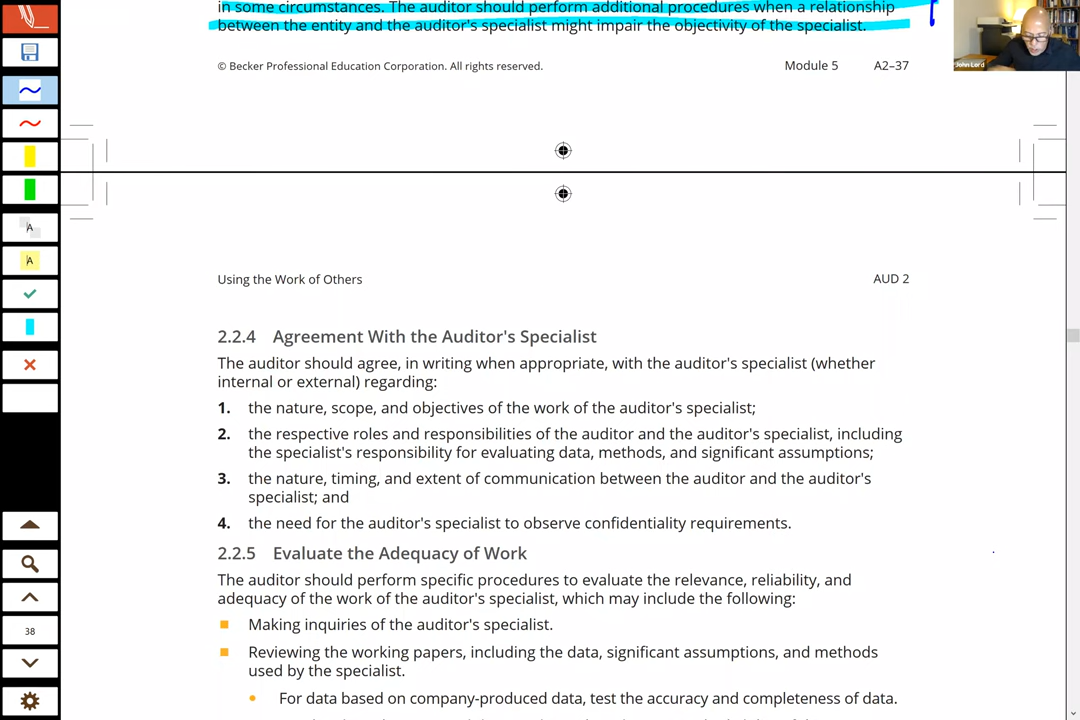 in some circumstances. The auditor should perform additional procedures when a relationship
between the entity and the auditor's specialist might impair the objectivity of the specialist.
© Becker Professional Education Corporation. All rights reserved.
Module 5
A2–37
John Lord
Using the Work of Others
AUD 2
2.2.4 Agreement With the Auditor's Specialist
The auditor should agree, in writing when appropriate, with the auditor's specialist (whether
internal or external) regarding:
1. the nature, scope, and objectives of the work of the auditor's specialist;
2. the respective roles and responsibilities of the auditor and the auditor's specialist, including
the specialist's responsibility for evaluating data, methods, and significant assumptions;
3. the nature, timing, and extent of communication between the auditor and the auditor's
specialist; and
4. the need for the auditor's specialist to observe confidentiality requirements.
2.2.5 Evaluate the Adequacy of Work
The auditor should perform specific procedures to evaluate the relevance, reliability, and
adequacy of the work of the auditor's specialist, which may include the following:
Making inquiries of the auditor's specialist.
Reviewing the working papers, including the data, significant assumptions, and methods
used by the specialist.
For data based on company-produced data, test the accuracy and completeness of data.
A
A
38